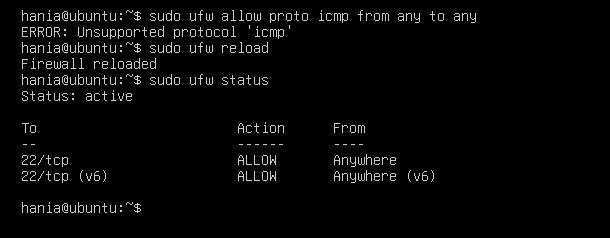 hania@ubuntu:~$ sudo ufw allow proto icmp from any to any
ERROR: Unsupported protocol 'icmp'
hania@ubuntu:~$ sudo ufw reload
Firewall reloaded
hania@ubuntu:~$ sudo ufw status
Status: active
To                         Action      From
--                         ------      ----
22/tcp                     ALLOW       Anywhere
22/tcp (v6)                ALLOW       Anywhere (v6)
hania@ubuntu:~$